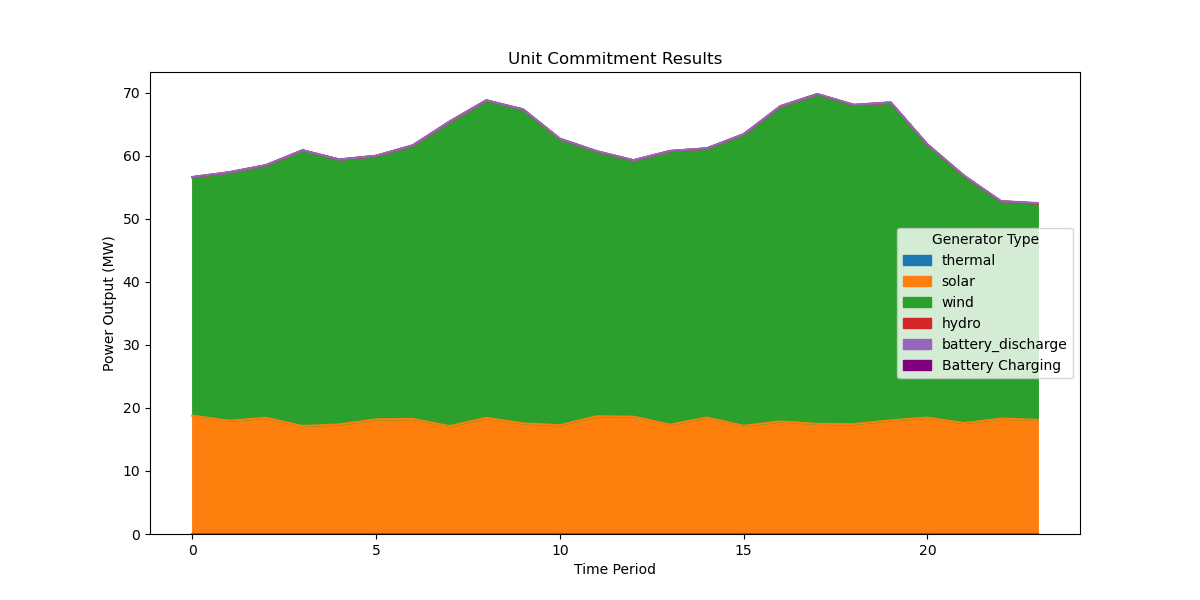 Unit Commitment Results
Power Output (MW)
70
60
50
40
30
20
10
0
0 5 10 15 20
Time Period
Generator Type
thermal
solar
wind
hydro
battery_discharge
Battery Charging